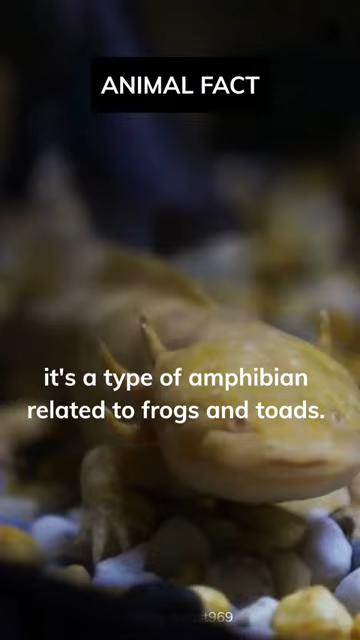 ANIMAL FACT
it's a type of amphibian
related to frogs and toads.